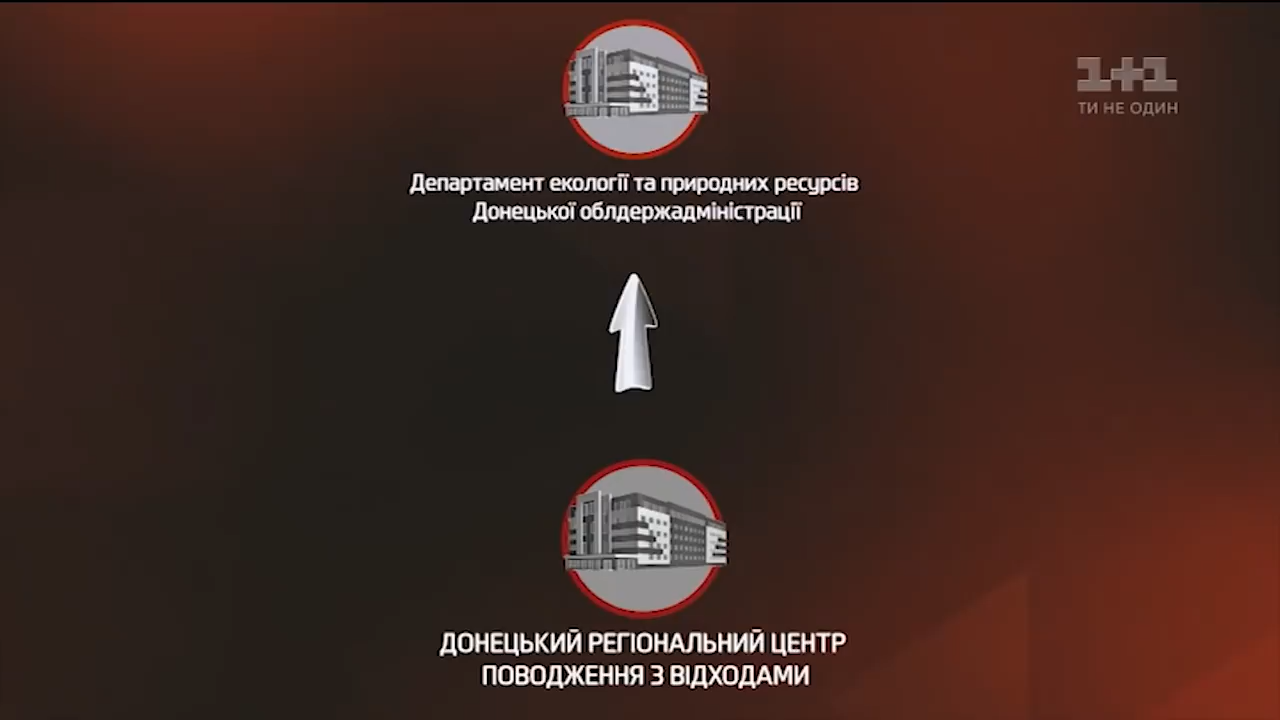 1+1
ТИ НЕ ОДИН
Департамент екології та природних ресурсів
Донецької облдержадміністрації
ДОНЕЦЬКИЙ РЕГІОНАЛЬНИЙ ЦЕНТР
ПОВОДЖЕННЯ З ВІДХОДАМИ